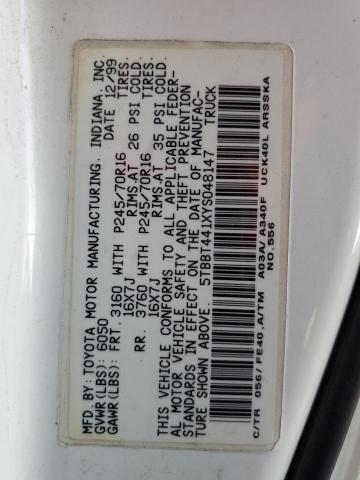 MFD. BY: TOYOTA MOTOR MANUFACTURING, INDIANA, INC.
GVWR(LBS): 6050 DATE 12/99
GAWR(LBS): FRT. 3160 WITH P245/70R16 TIRES.
16X7J RIMS.AT 26 PSI COLD.
RR. 3760 WITH P245/70R16 TIRES.
16X7J RIMS.AT 35 PSI COLD.
THIS VEHICLE CONFORMS TO ALL APPLICABLE FEDER-
AL MOTOR VEHICLE SAFETY AND THEFT PREVENTION
STANDARDS IN EFFECT ON THE DATE OF MANUFAC-
TURE SHOWN ABOVE. 5TBBT441XYS048147 TRUCK
C/TR 056/ FE40,A/TM A03A/ A340F UCK40L ARSSKA
NO.556